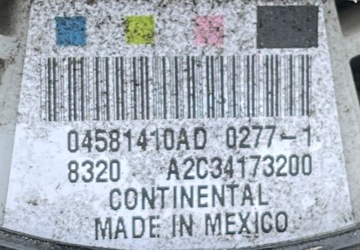 04581410AD 0277-1
8320 A2C34173200
CONTINENTAL
MADE IN MEXICO